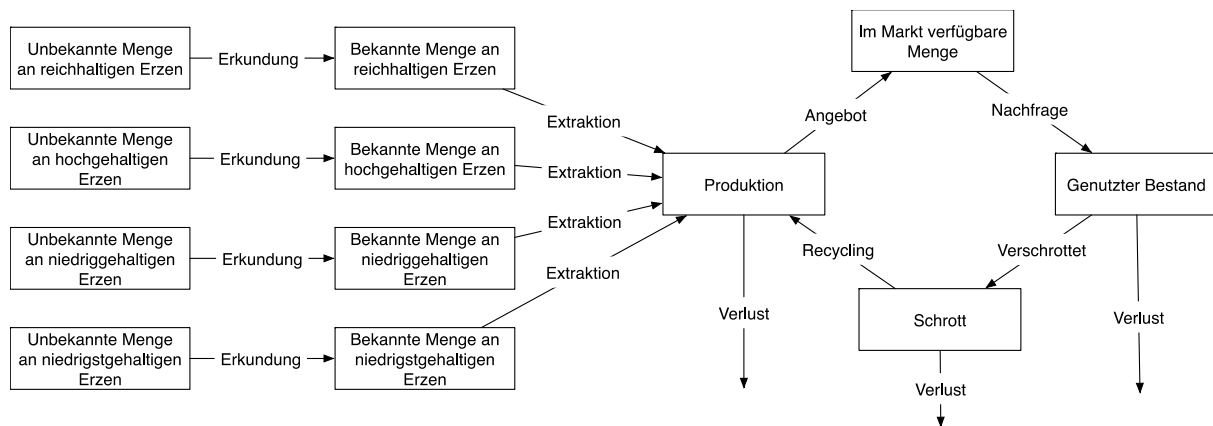 Unbekannte Menge
an reichhaltigen Erzen
Erkundung
Bekannte Menge an
reichhaltigen Erzen
Extraktion
Unbekannte Menge
an hochgehaltigen
Erzen
Erkundung
Bekannte Menge an
hochgehaltigen Erzen
Extraktion
Unbekannte Menge
an niedriggehaltigen
Erzen
Erkundung
Bekannte Menge an
niedriggehaltigen
Erzen
Extraktion
Unbekannte Menge
an niedrigstgehaltigen
Erzen
Erkundung
Bekannte Menge an
niedrigstgehaltigen
Erzen
Extraktion
Produktion
Verlust
Angebot
Im Markt verfügbare
Menge
Nachfrage
Genutzter Bestand
Verlust
Verschrottet
Schrott
Verlust
Recycling